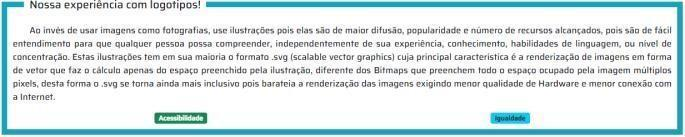 Nossa experiência com logotipos!
Ao invés de usar imagens como fotografias, use ilustrações pois elas são de maior difusão, popularidade e número de recursos alcançados, pois são de fácil
entendimento para que qualquer pessoa possa compreender, independentemente de sua experiência, conhecimento, habilidades de linguagem, ou nível de
concentração. Estas ilustrações tem em sua maioria o formato .svg (scalable vector graphics) cuja principal característica é a renderização de imagens em forma
de vetor que faz o cálculo apenas do espaço preenchido pela ilustração, diferente dos Bitmaps que preenchem todo o espaço ocupado pela imagem múltiplos
pixels, desta forma o .svg se torna ainda mais inclusivo pois barateia a renderização das imagens exigindo menor qualidade de Hardware e menor conexão com
a Internet.
Acessibilidade
Igualdade